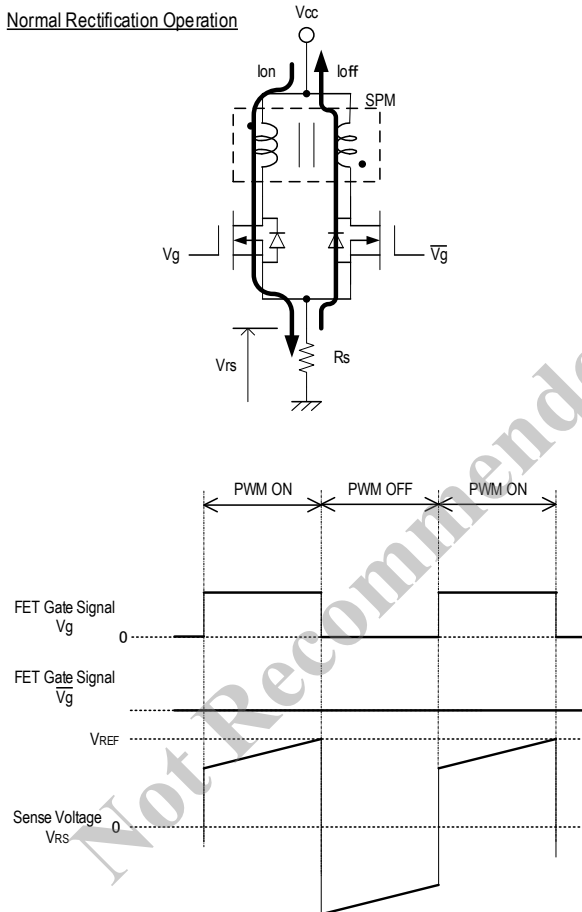 Normal Rectification Operation
Vcc
Ion
Ioff
SPM
Vg
Vg
Vrs
Rs
PWM ON
PWM OFF
PWM ON
FET Gate Signal
Vg
0
FET Gate Signal
Vg
VREF
Sense Voltage
VRS
0
Not Recommende